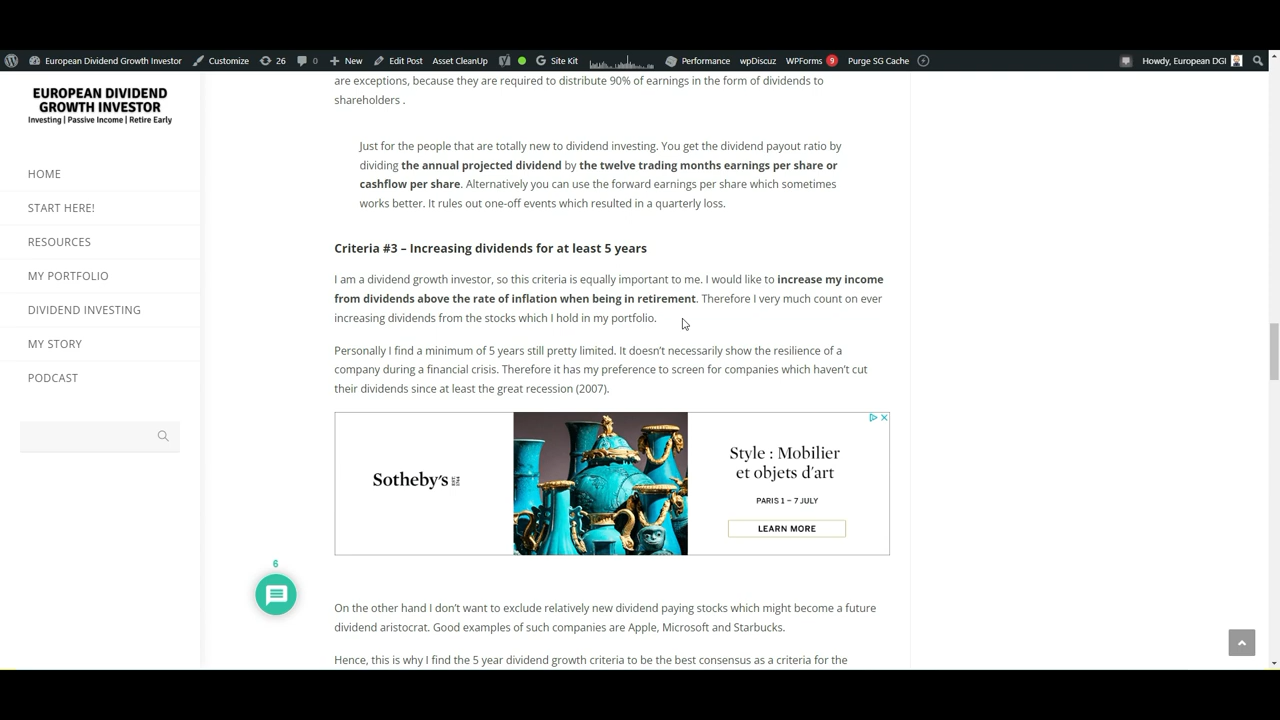 European Dividend Growth Investor Customize 26 0 New Edit Post Asset CleanUp Site Kit Performance wpDiscuz WPForms 9 Purge SG Cache Howdy, European DGI
EUROPEAN DIVIDEND
GROWTH INVESTOR
Investing | Passive Income | Retire Early
HOME
START HERE!
RESOURCES
MY PORTFOLIO
DIVIDEND INVESTING
MY STORY
PODCAST
are exceptions, because they are required to distribute 90% of earnings in the form of dividends to
shareholders .
Just for the people that are totally new to dividend investing. You get the dividend payout ratio by
dividing the annual projected dividend by the twelve trading months earnings per share or
cashflow per share. Alternatively you can use the forward earnings per share which sometimes
works better. It rules out one-off events which resulted in a quarterly loss.
Criteria #3 – Increasing dividends for at least 5 years
I am a dividend growth investor, so this criteria is equally important to me. I would like to increase my income
from dividends above the rate of inflation when being in retirement. Therefore I very much count on ever
increasing dividends from the stocks which I hold in my portfolio.
Personally I find a minimum of 5 years still pretty limited. It doesn’t necessarily show the resilience of a
company during a financial crisis. Therefore it has my preference to screen for companies which haven’t cut
their dividends since at least the great recession (2007).
Sotheby's EST 1744
Style : Mobilier
et objets d'art
PARIS 1 – 7 JULY
LEARN MORE
6
On the other hand I don’t want to exclude relatively new dividend paying stocks which might become a future
dividend aristocrat. Good examples of such companies are Apple, Microsoft and Starbucks.
Hence, this is why I find the 5 year dividend growth criteria to be the best consensus as a criteria for the